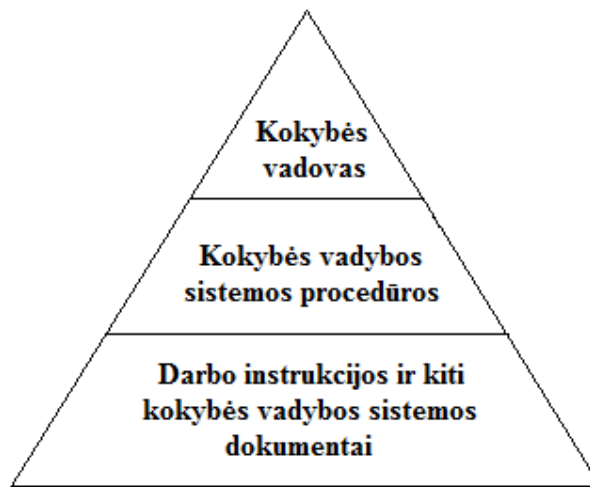 Kokybės
vadovas
Kokybės vadybos
sistemos procedūros
Darbo instrukcijos ir kiti
kokybės vadybos sistemos
dokumentai